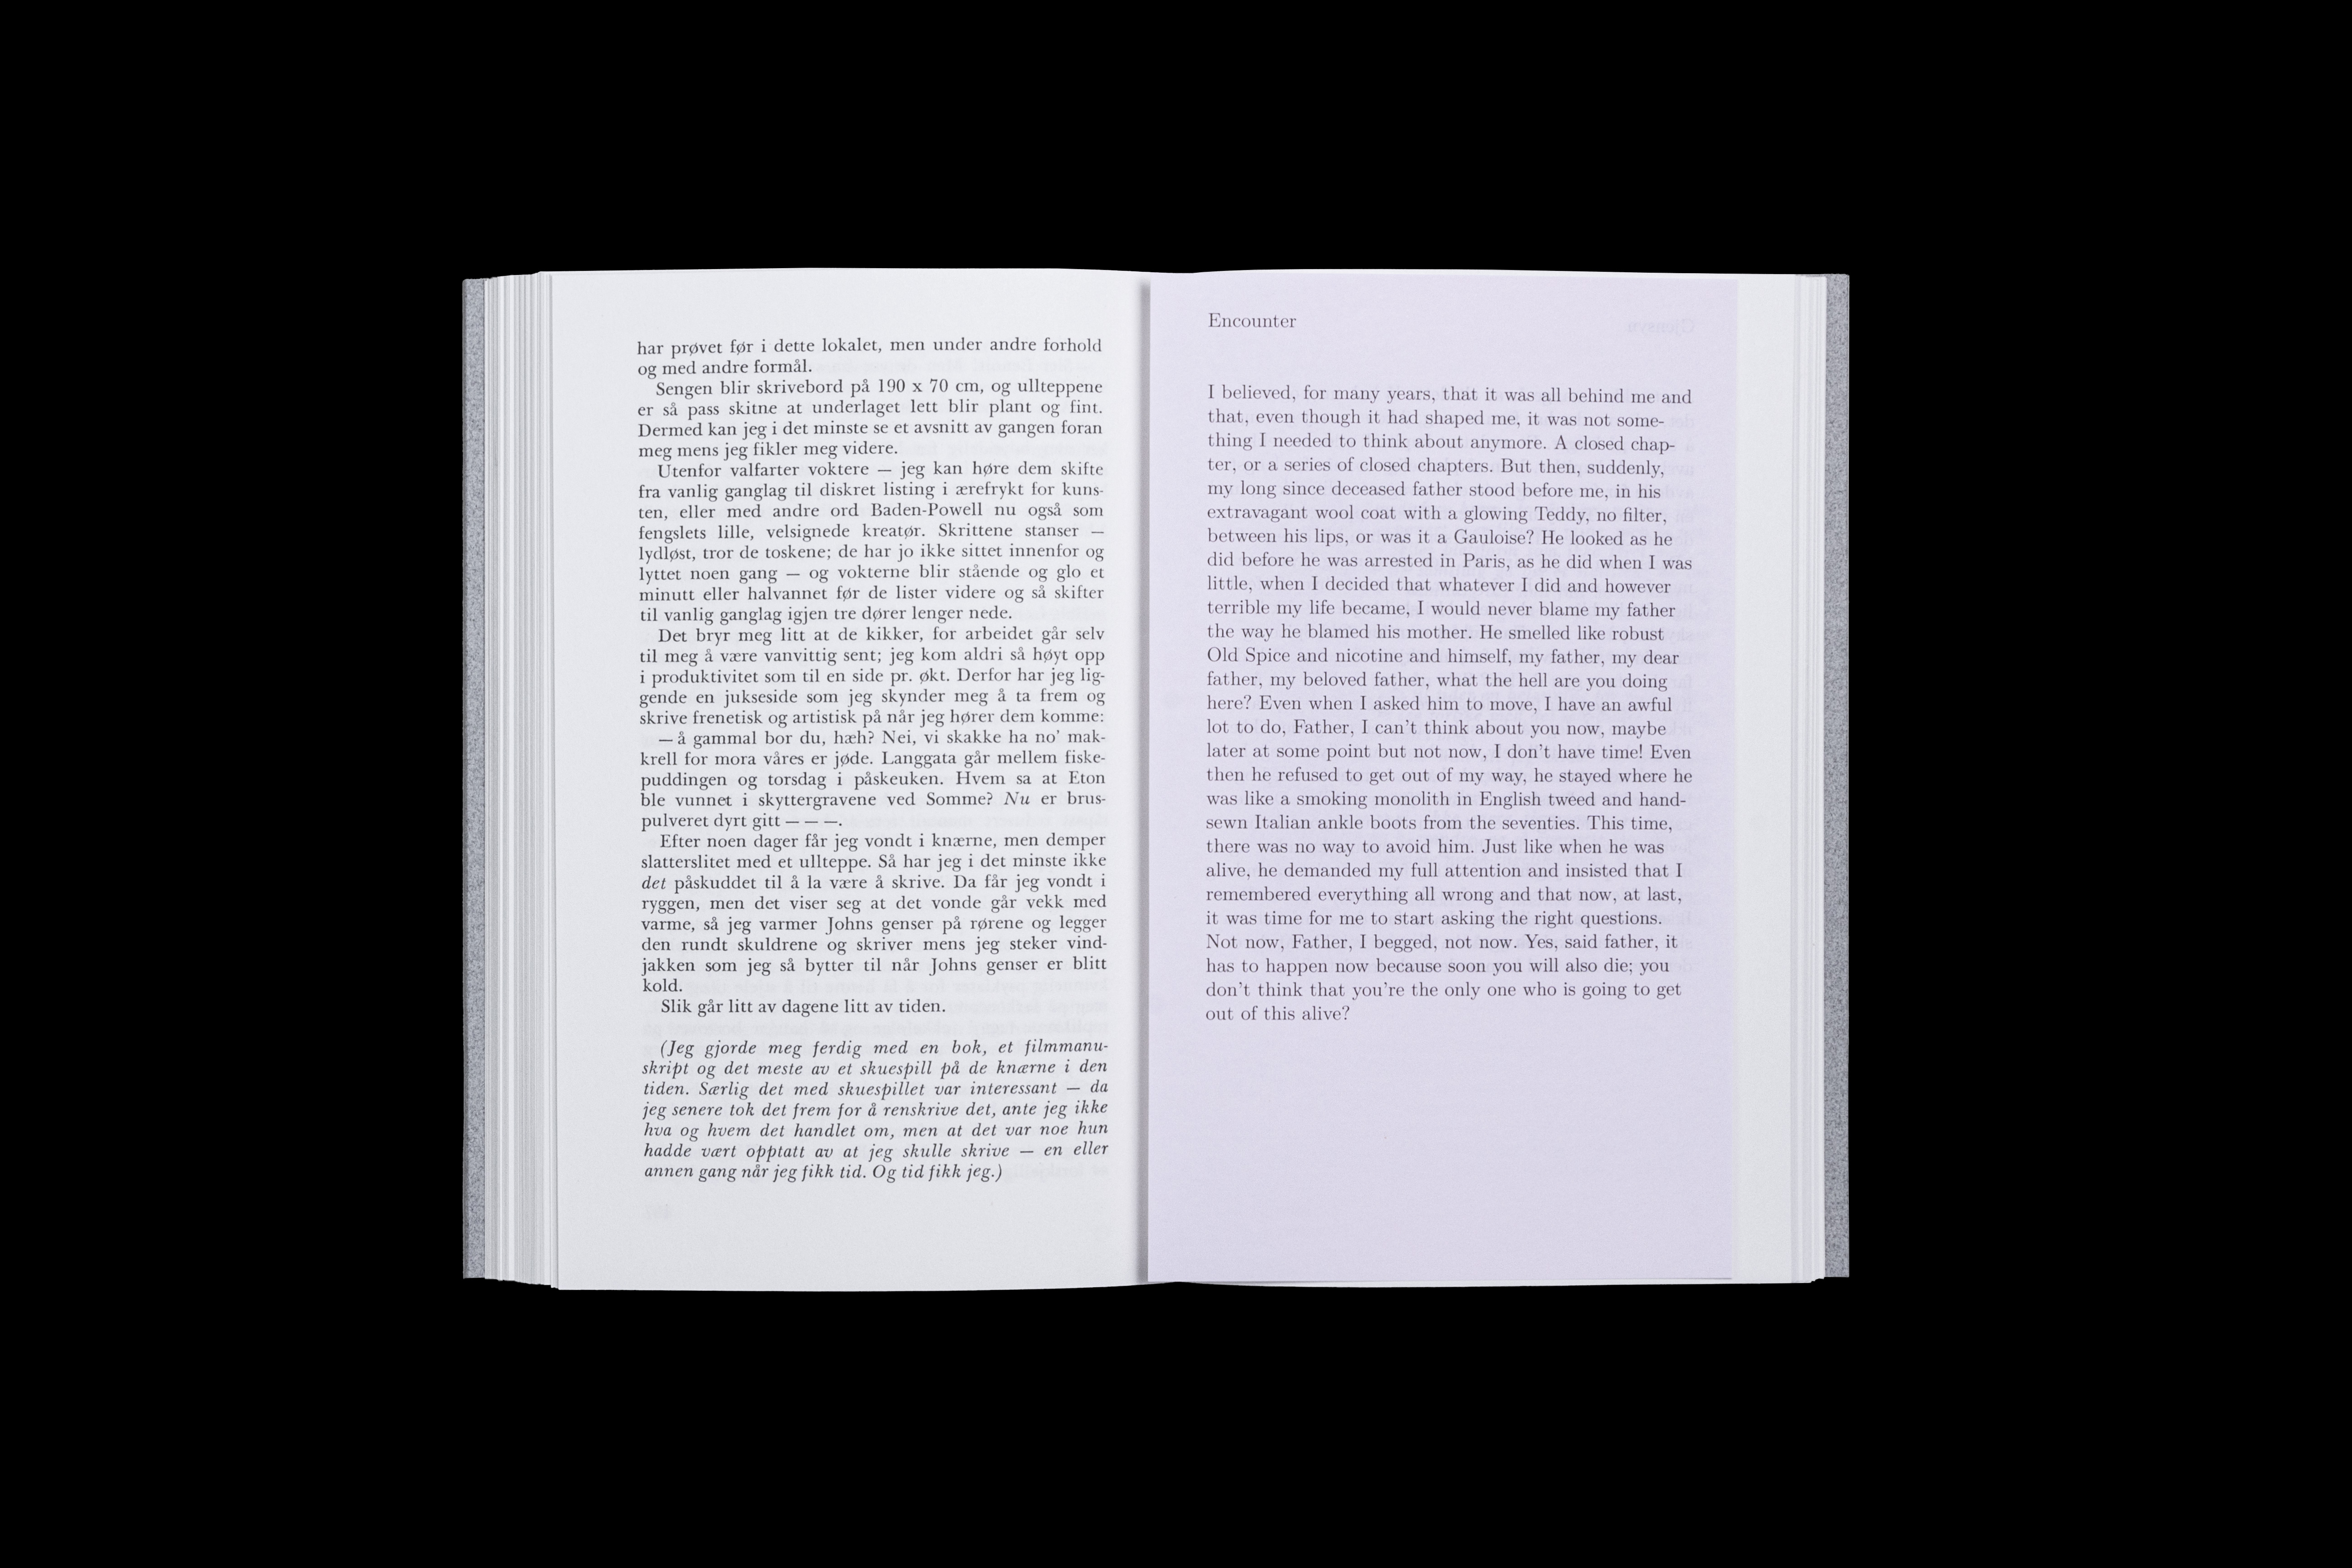 har prøvet før i dette lokalet, men under andre forhold
og med andre formål.
Sengen blir skrivebord på 190 x 70 cm, og ullteppene
er så pass skitne at underlaget lett blir plant og fint.
Dermed kan jeg i det minste se et avsnitt av gangen foran
meg mens jeg fikler meg videre.
Utenfor valfarter voktere — jeg kan høre dem skifte
fra vanlig ganglag til diskret listing i ærefrykt for kuns-
ten, eller med andre ord Baden-Powell nu også som
fengslets lille, velsignede kreatør. Skrittene stanser —
lydløst, tror de toskene; de har jo ikke sittet innenfor og
lyttet noen gang — og vokterne blir stående og glo et
minutt eller halvannet før de lister videre og så skifter
til vanlig ganglag igjen tre dører lenger nede.
Det bryr meg litt at de kikker, for arbeidet går selv
til meg å være vanvittig sent; jeg kom aldri så høyt opp
i produktivitet som til en side pr. økt. Derfor har jeg lig-
gende en jukseside som jeg skynder meg å ta frem og
skrive frenetisk og artistisk på når jeg hører dem komme:
— å gammal bor du, hæh? Nei, vi skakke ha no' mak-
krell for mora våres er jøde. Langgata går mellem fiske-
puddingen og torsdag i påskeuken. Hvem sa at Eton
ble vunnet i skyttergravene ved Somme? Nu er brus-
pulveret dyrt gitt — — —.
Efter noen dager får jeg vondt i knærne, men demper
slatterslitet med et ullteppe. Så har jeg i det minste ikke
det påskuddet til å la være å skrive. Da får jeg vondt i
ryggen, men det viser seg at det vonde går vekk med
varme, så jeg varmer Johns genser på rørene og legger
den rundt skuldrene og skriver mens jeg steker vind-
jakken som jeg så bytter til når Johns genser er blitt
kold.
Slik går litt av dagene litt av tiden.
(Jeg gjorde meg ferdig med en bok, et filmmanu-
skript og det meste av et skuespill på de knærne i den
tiden. Særlig det med skuespillet var interessant — da
jeg senere tok det frem for å renskrive det, ante jeg ikke
hva og hvem det handlet om, men at det var noe hun
hadde vært opptatt av at jeg skulle skrive — en eller
annen gang når jeg fikk tid. Og tid fikk jeg.)
Encounter
I believed, for many years, that it was all behind me and
that, even though it had shaped me, it was not some-
thing I needed to think about anymore. A closed chap-
ter, or a series of closed chapters. But then, suddenly,
my long since deceased father stood before me, in his
extravagant wool coat with a glowing Teddy, no filter,
between his lips, or was it a Gauloise? He looked as he
did before he was arrested in Paris, as he did when I was
little, when I decided that whatever I did and however
terrible my life became, I would never blame my father
the way he blamed his mother. He smelled like robust
Old Spice and nicotine and himself, my father, my dear
father, my beloved father, what the hell are you doing
here? Even when I asked him to move, I have an awful
lot to do, Father, I can't think about you now, maybe
later at some point but not now, I don't have time! Even
then he refused to get out of my way, he stayed where he
was like a smoking monolith in English tweed and hand-
sewn Italian ankle boots from the seventies. This time,
there was no way to avoid him. Just like when he was
alive, he demanded my full attention and insisted that I
remembered everything all wrong and that now, at last,
it was time for me to start asking the right questions.
Not now, Father, I begged, not now. Yes, said father, it
has to happen now because soon you will also die; you
don't think that you're the only one who is going to get
out of this alive?